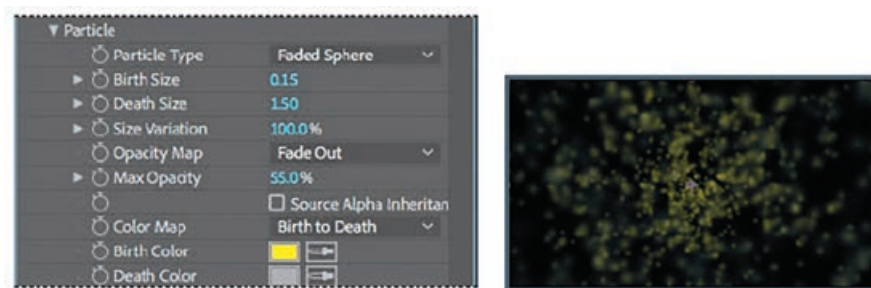 Particle
Particle Type Faded Sphere
Birth Size 0.15
Death Size 1.50
Size Variation 100.0%
Opacity Map Fade Out
Max Opacity 55.0%
Source Alpha Inheritan
Color Map Birth to Death
Birth Color
Death Color